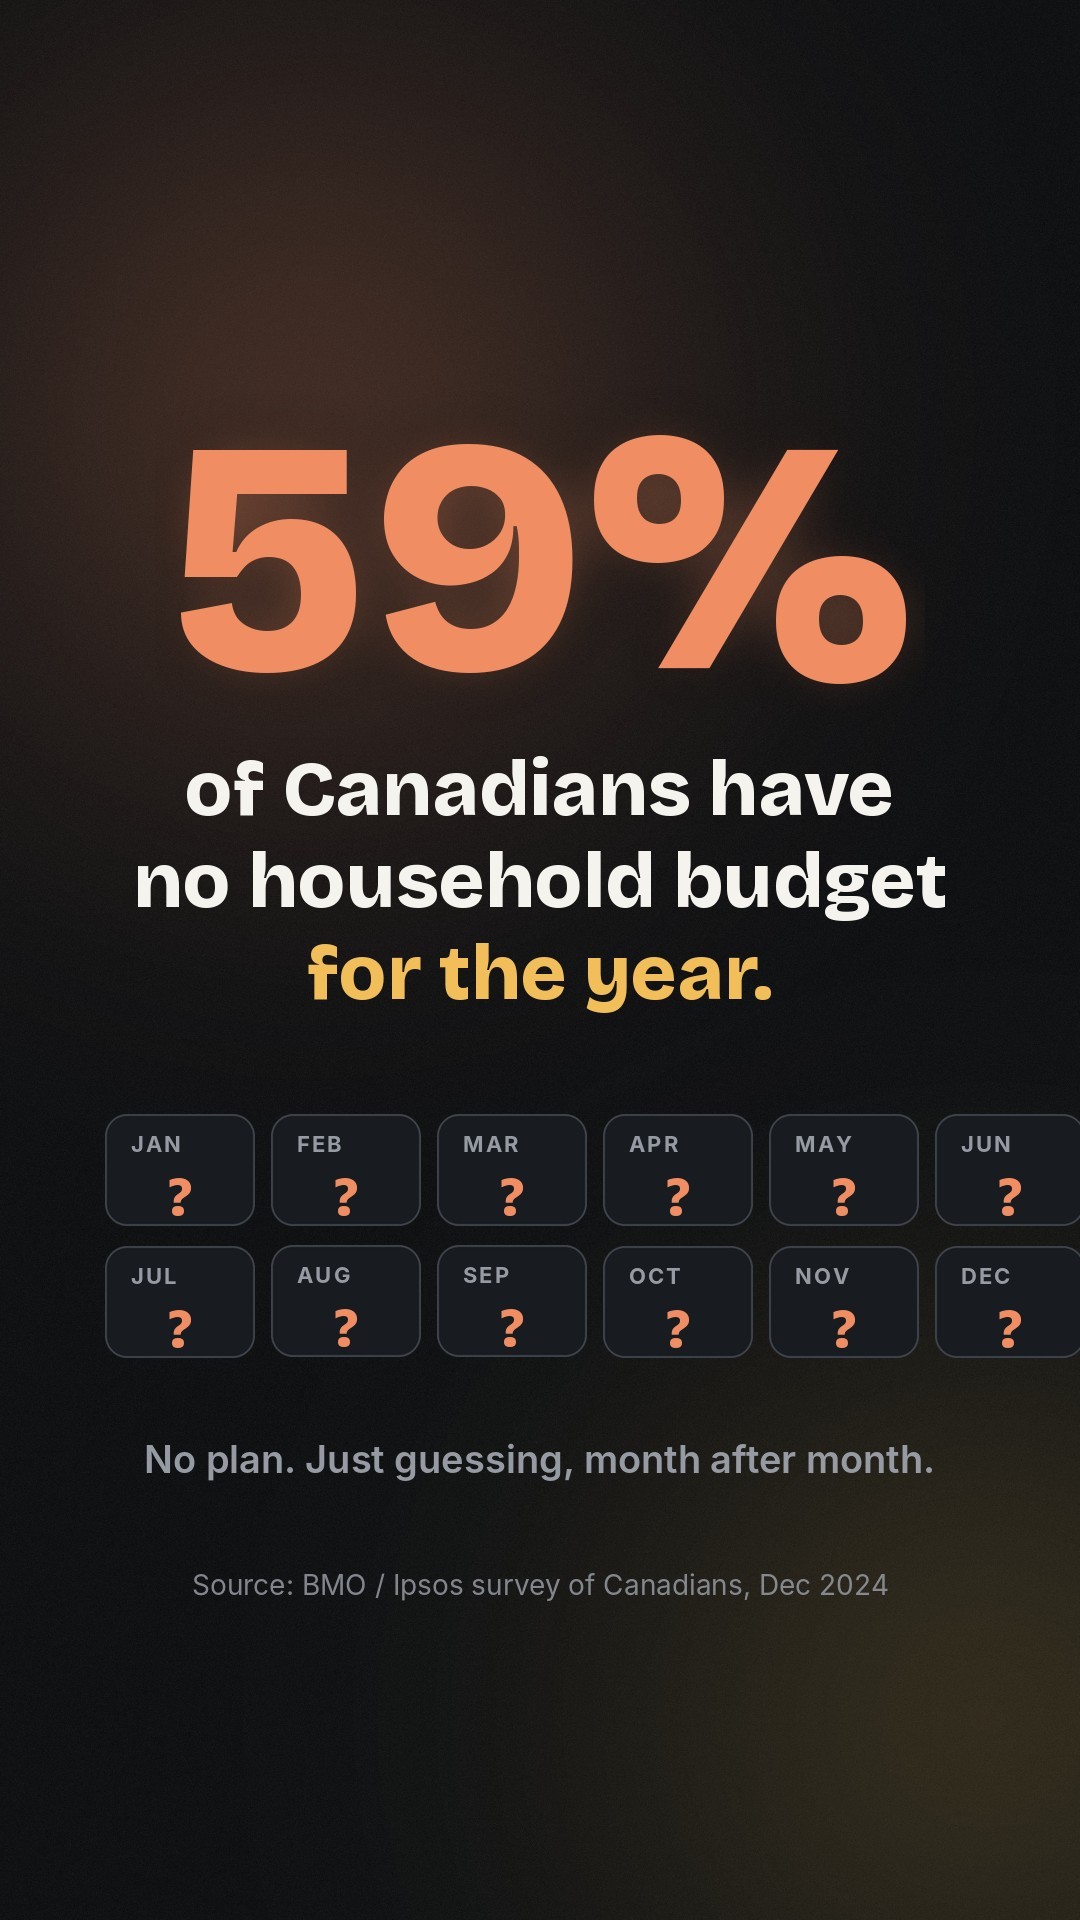 59%
of Canadians have
no household budget
for the year.
JAN FEB MAR APR MAY JUN
? ? ? ? ? ?
JUL AUG SEP OCT NOV DEC
? ? ? ? ? ?
No plan. Just guessing, month after month.
Source: BMO / Ipsos survey of Canadians, Dec 2024